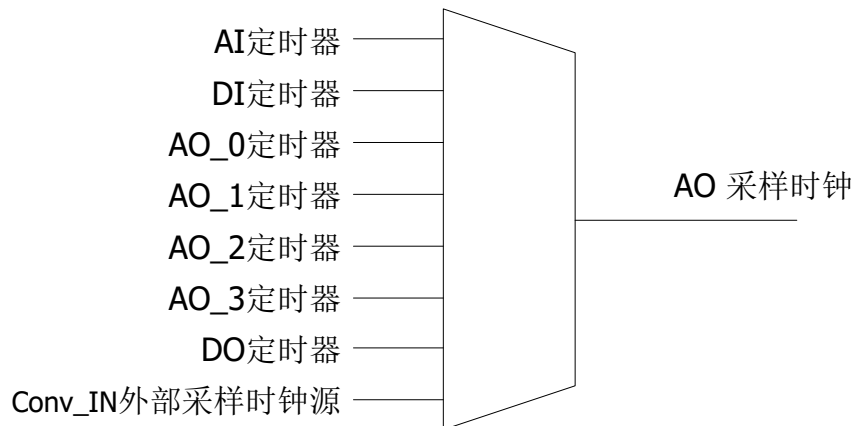 AI定时器
DI定时器
AO_0定时器
AO_1定时器
AO_2定时器
AO_3定时器
DO定时器
Conv_IN外部采样时钟源
AO 采样时钟